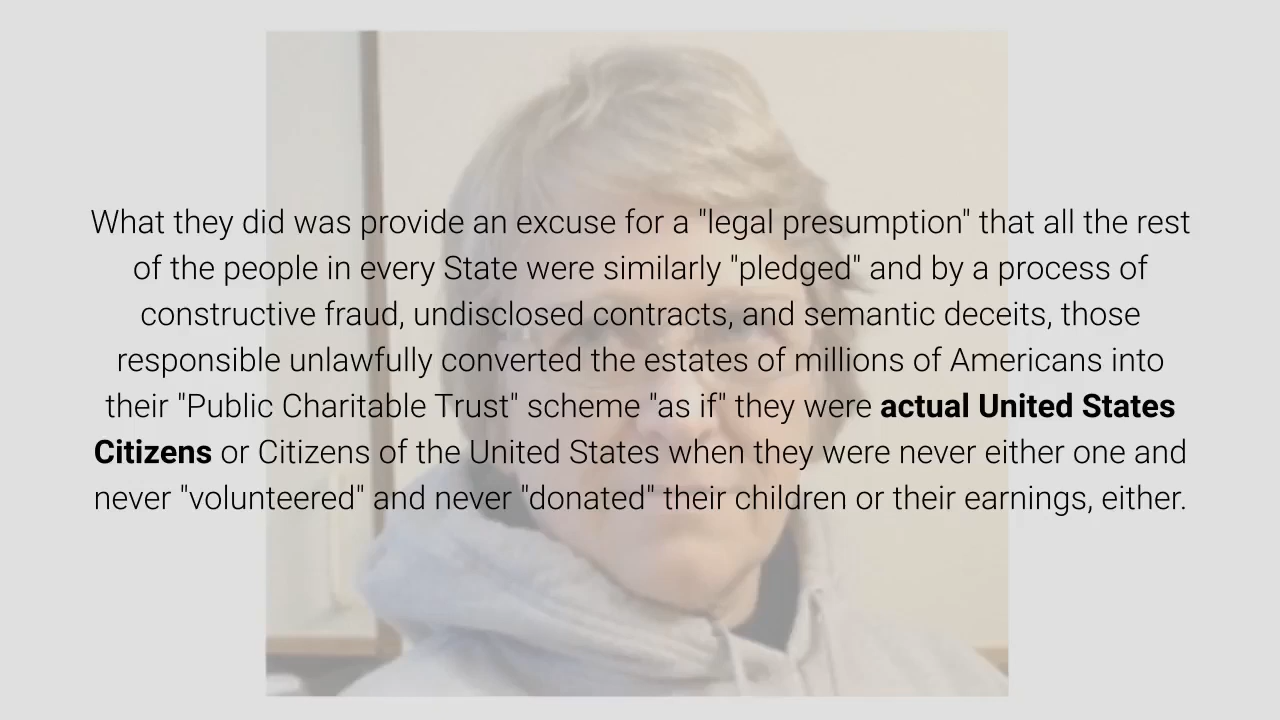 What they did was provide an excuse for a "legal presumption" that all the rest
of the people in every State were similarly "pledged" and by a process of
constructive fraud, undisclosed contracts, and semantic deceits, those
responsible unlawfully converted the estates of millions of Americans into
their "Public Charitable Trust" scheme "as if" they were actual United States
Citizens or Citizens of the United States when they were never either one and
never "volunteered" and never "donated" their children or their earnings, either.